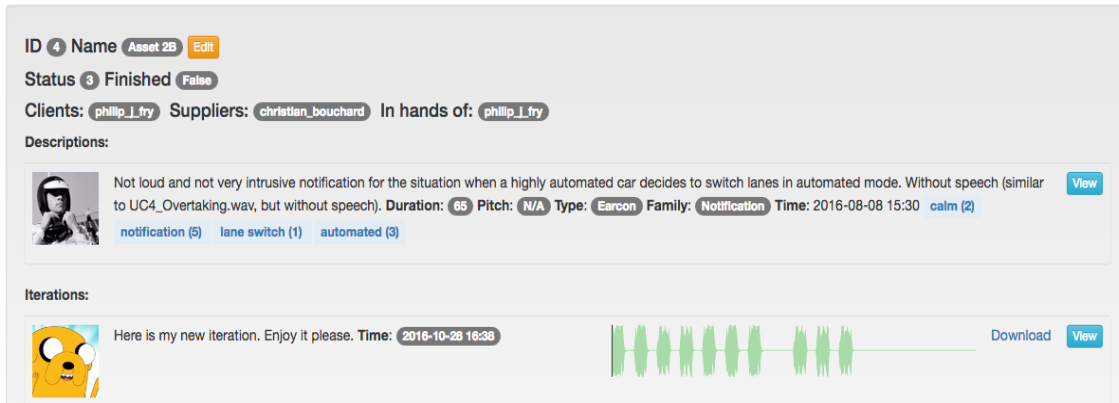 ID 4 Name Asset 2B Edit
Status 3 Finished False
Clients: philip_j_fry Suppliers: christian_bouchard In hands of: philip_j_fry
Descriptions:
Not loud and not very intrusive notification for the situation when a highly automated car decides to switch lanes in automated mode. Without speech (similar View
to UC4_Overtaking.wav, but without speech). Duration: 65 Pitch: N/A Type: Earcon Family: Notification Time: 2016-08-08 15:30 calm (2)
notification (5) lane switch (1) automated (3)
Iterations:
Here is my new iteration. Enjoy it please. Time: 2016-10-28 16:38 Download View